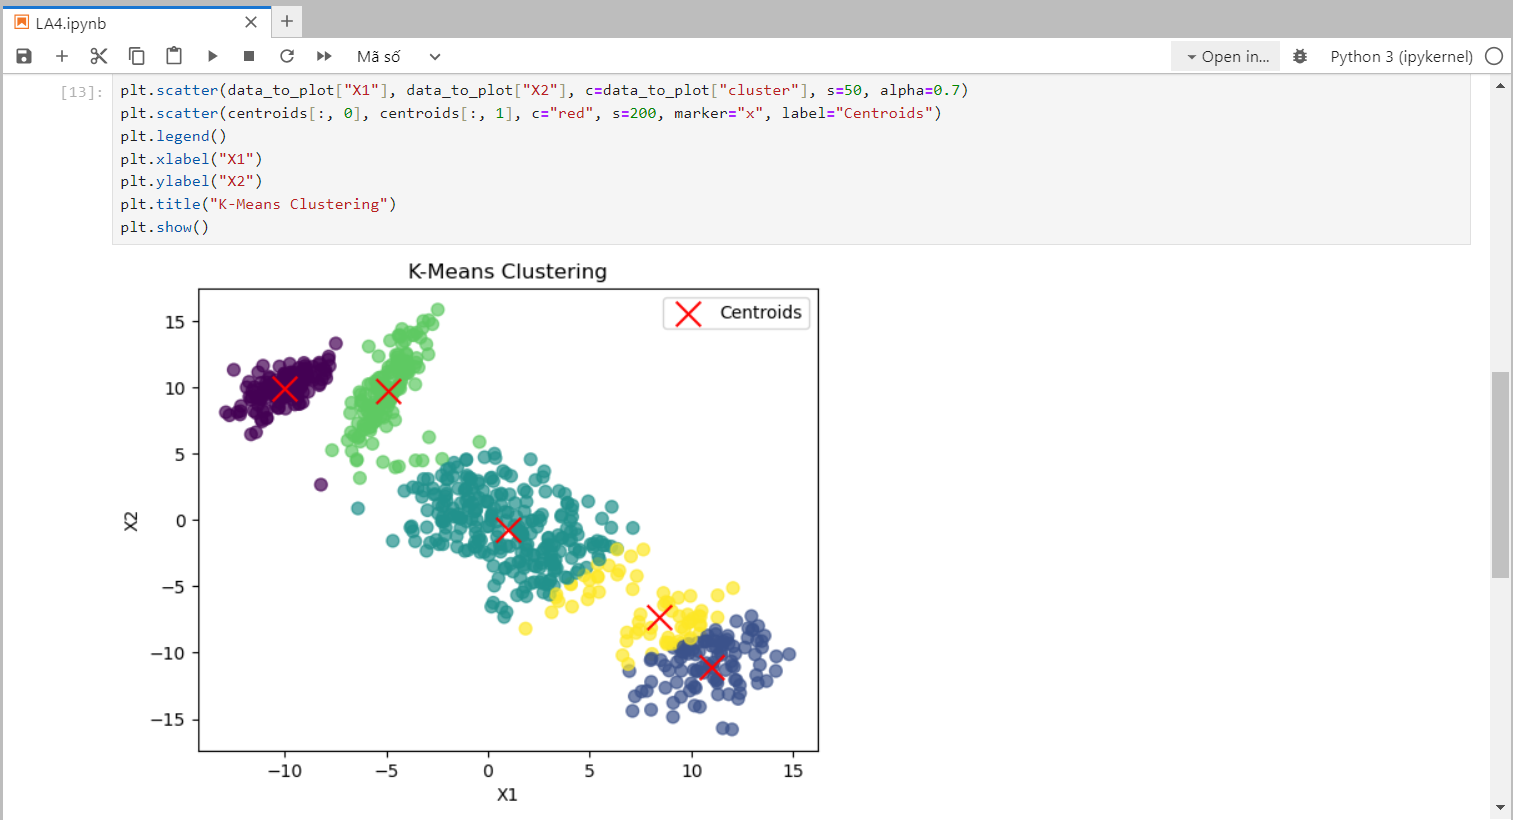 LA4.ipynb
Mã số
Open in...
Python 3 (ipykernel)
[13]:
plt.scatter(data_to_plot["X1"], data_to_plot["X2"], c=data_to_plot["cluster"], s=50, alpha=0.7)
plt.scatter(centroids[:, 0], centroids[:, 1], c="red", s=200, marker="x", label="Centroids")
plt.legend()
plt.xlabel("X1")
plt.ylabel("X2")
plt.title("K-Means Clustering")
plt.show()
K-Means Clustering
Centroids
15
10
5
0
−5
−10
−15
X2
−10 −5 0 5 10 15
X1